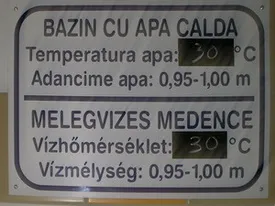 BAZIN CU APA CALDA
Temperatura apa: 30 °C
Adancime apa: 0,95-1,00 m
MELEGVIZES MEDENCE
Vízhőmérséklet: 30 °C
Vízmélység: 0,95-1,00 m